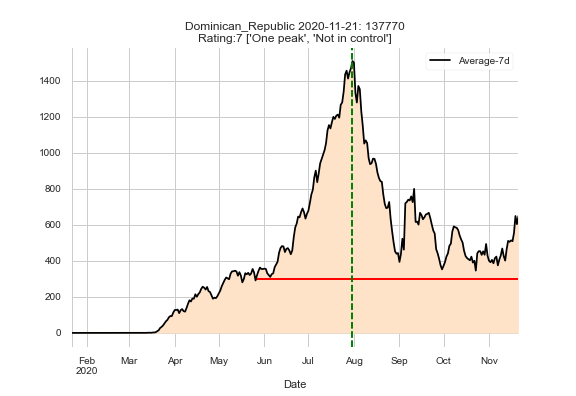 Dominican_Republic 2020-11-21: 137770
Rating:7 ['One peak', 'Not in control']
Average-7d
1400
1200
1000
800
600
400
200
0
Feb Mar Apr May Jun Jul Aug Sep Oct Nov
2020
Date